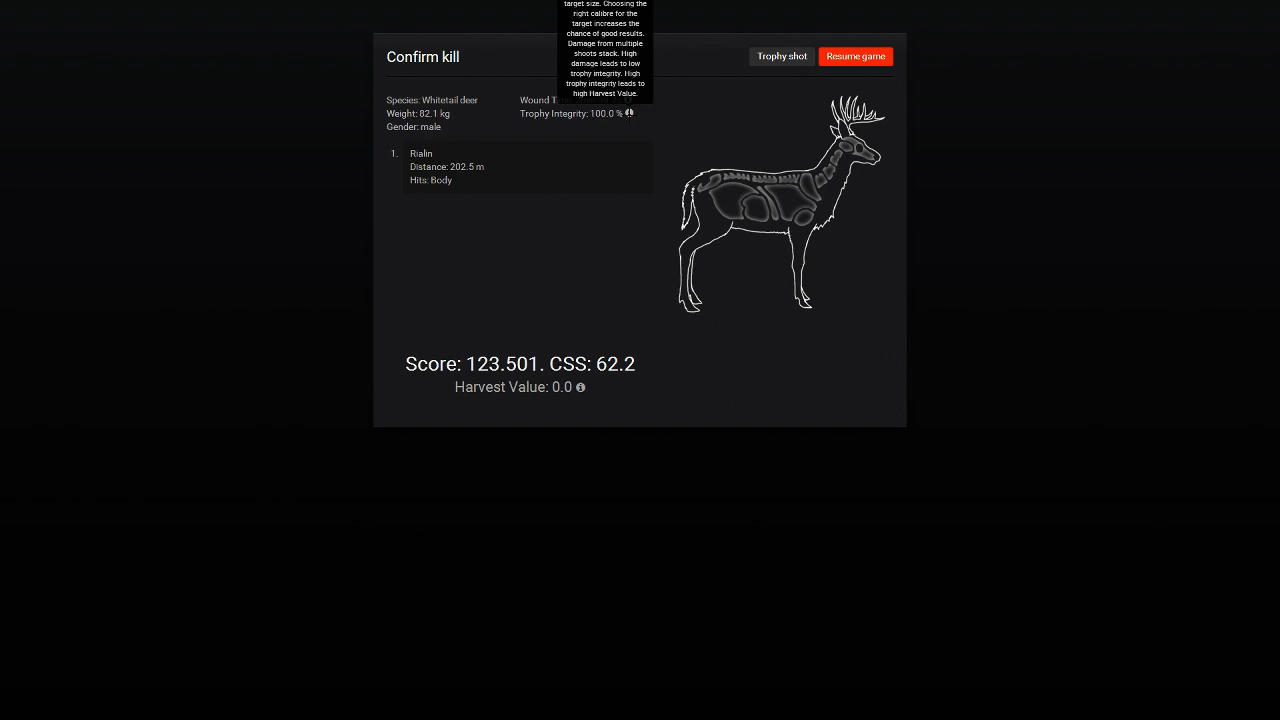 target size. Choosing the
right calibre for the
target increases the
chance of good results.
Damage from multiple
shoots stack. High
damage leads to low
trophy integrity. High
trophy integrity leads to
high Harvest Value.
Confirm kill
Trophy shot
Resume game
Species: Whitetail deer
Weight: 82.1 kg
Gender: male
Wound
Trophy Integrity: 100.0 %
1. Rialin
Distance: 202.5 m
Hits: Body
Score: 123.501. CSS: 62.2
Harvest Value: 0.0